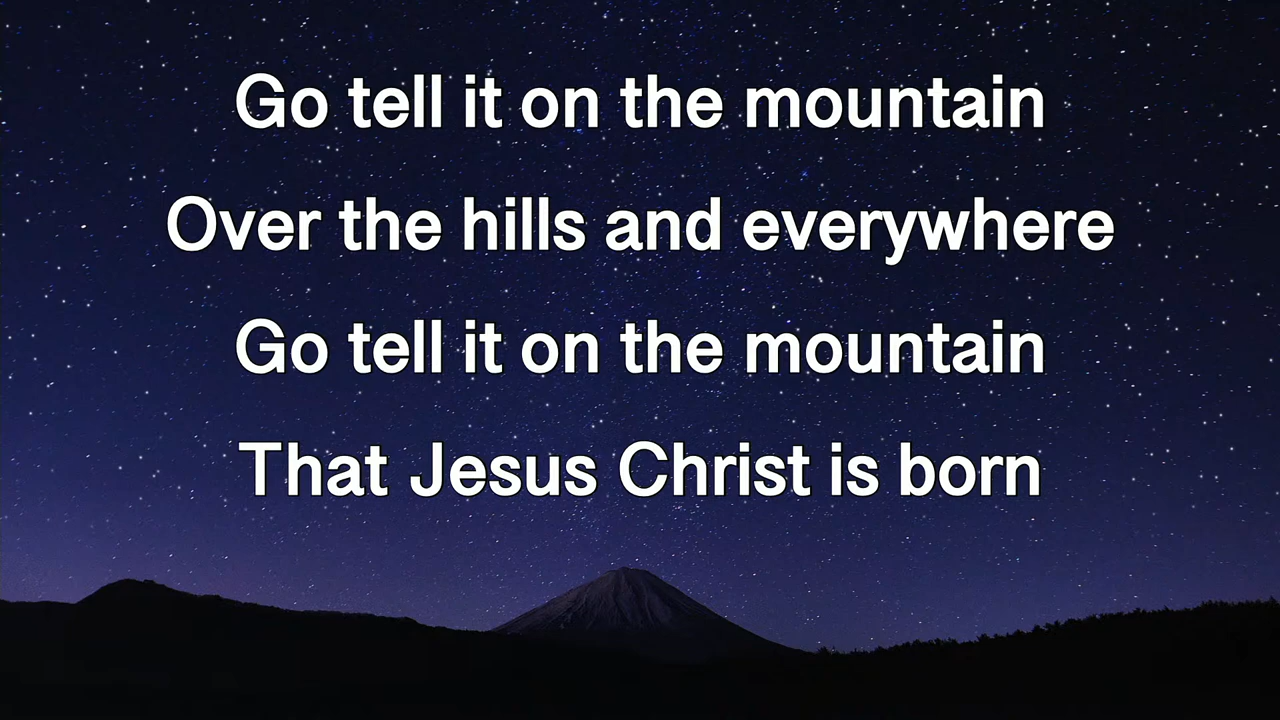 Go tell it on the mountain
Over the hills and everywhere
Go tell it on the mountain
That Jesus Christ is born